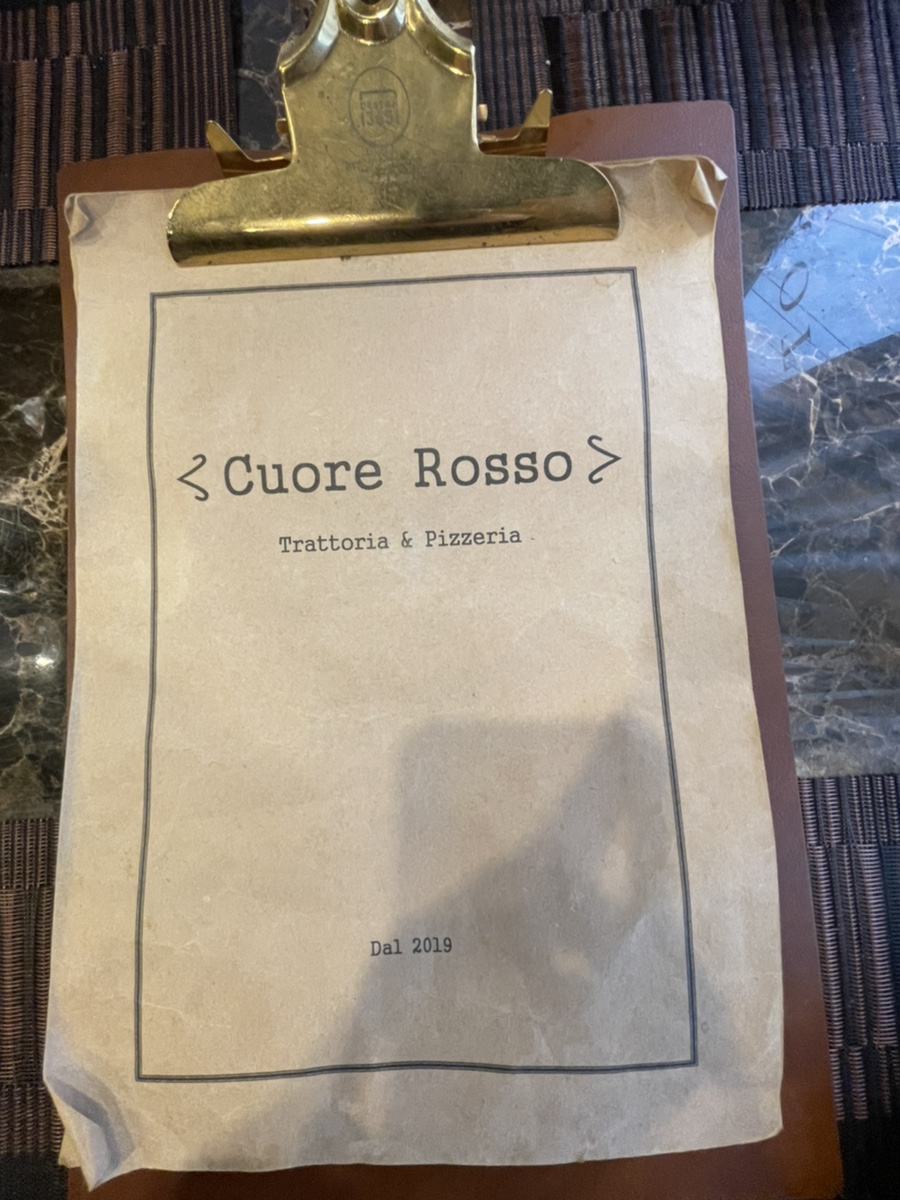 Cuore Rosso
Trattoria & Pizzeria
Dal 2019